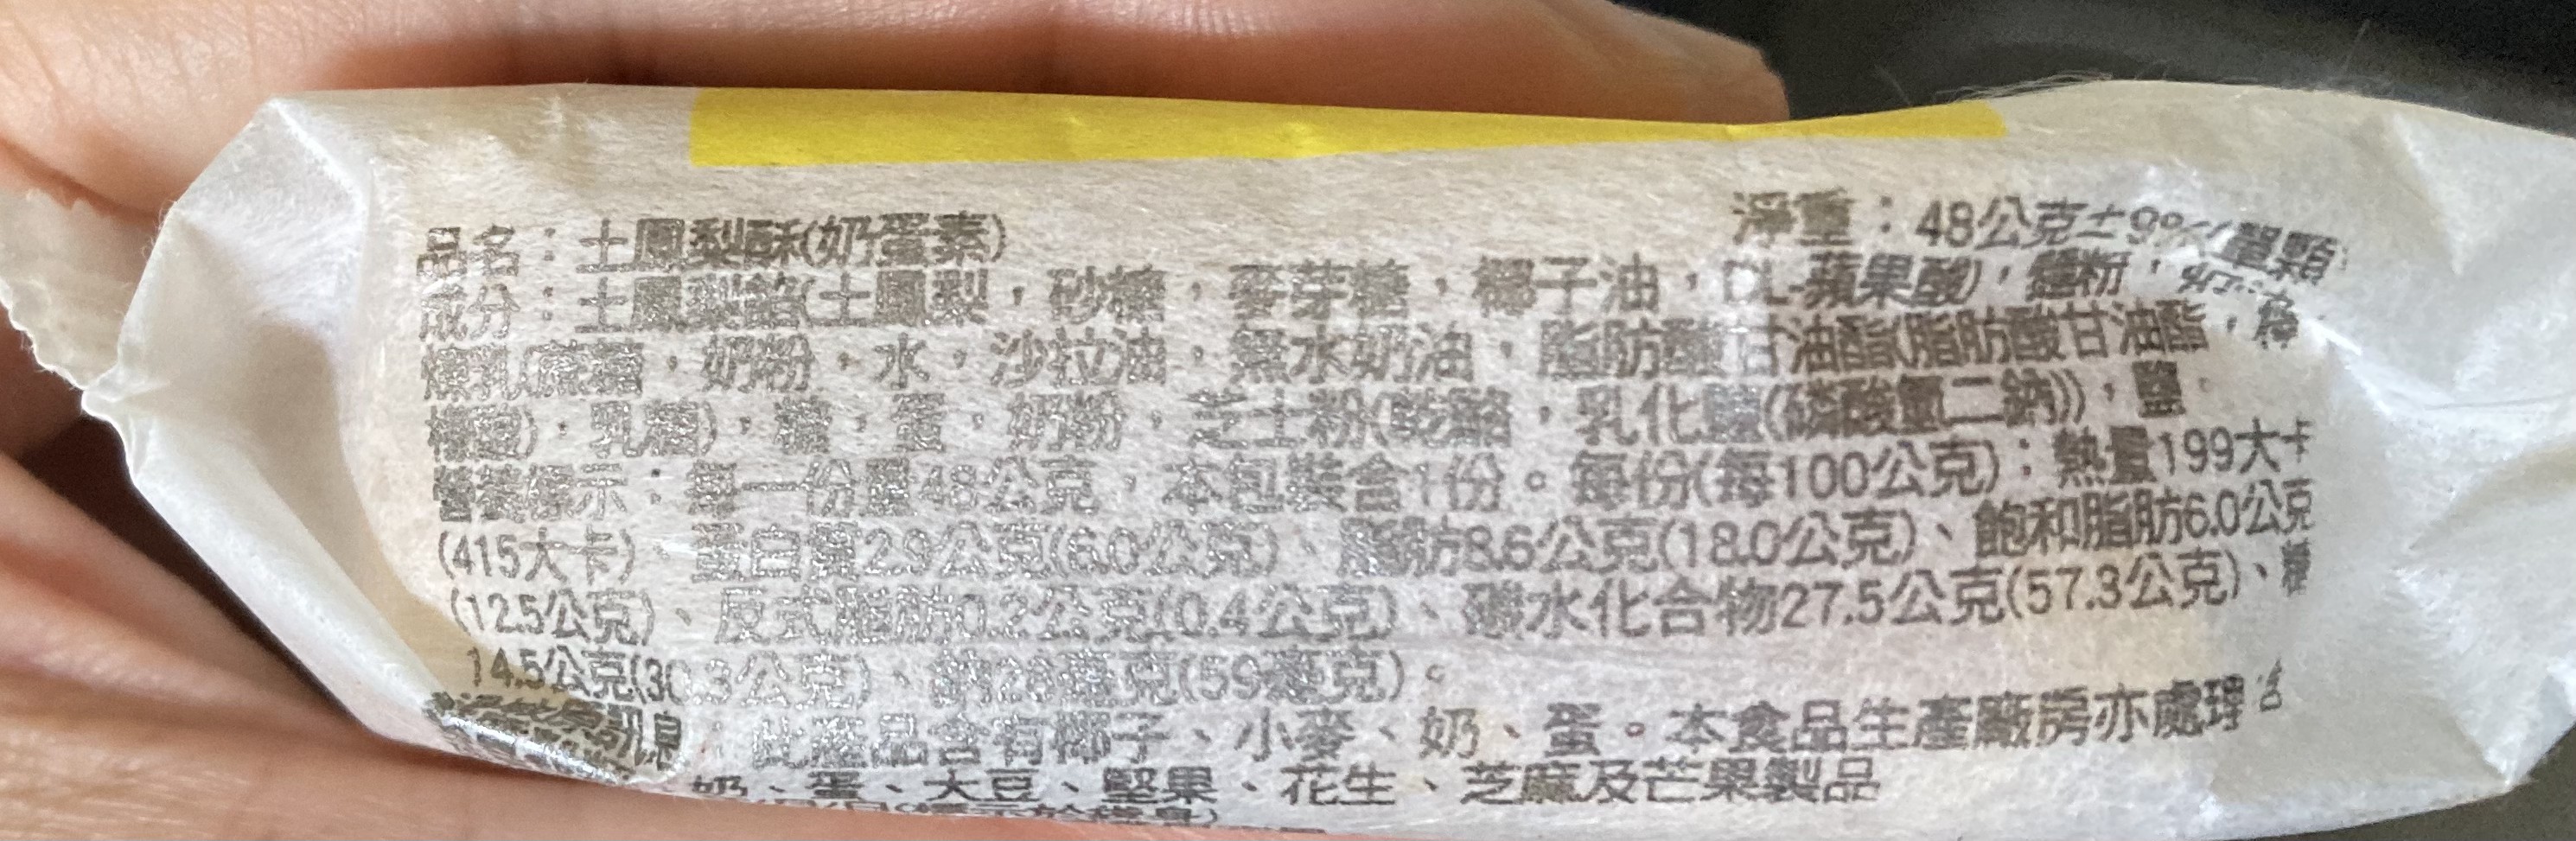 品名：土鳳梨酥(奶蛋素)
淨重：48公克±9%(單顆
成分：土鳳梨餡(土鳳梨，砂糖，麥芽糖，椰子油，DL-蘋果酸)，麵粉，
煉乳(蔗糖，奶粉，水，沙拉油，無水奶油，脂肪酸甘油酯(脂肪酸甘油酯，檸
檬酸)，乳糖)，糖，蛋，奶粉，芝士粉(乾酪，乳化鹽(磷酸氫二鈉))，鹽。
營養標示：每一份量48公克，本包裝含1份。每份(每100公克)：熱量199大卡
(415大卡)、蛋白質2.9公克(6.0公克)、脂肪8.6公克(18.0公克)、飽和脂肪6.0公克
(12.5公克)、反式脂肪0.2公克(0.4公克)、碳水化合物27.5公克(57.3公克)、糖
14.5公克(30.3公克)、鈉28毫克(59毫克)。
過敏原訊息：此產品含有椰子、小麥、奶、蛋。本食品生產廠房亦處理含
奶、蛋、大豆、堅果、花生、芝麻及芒果製品